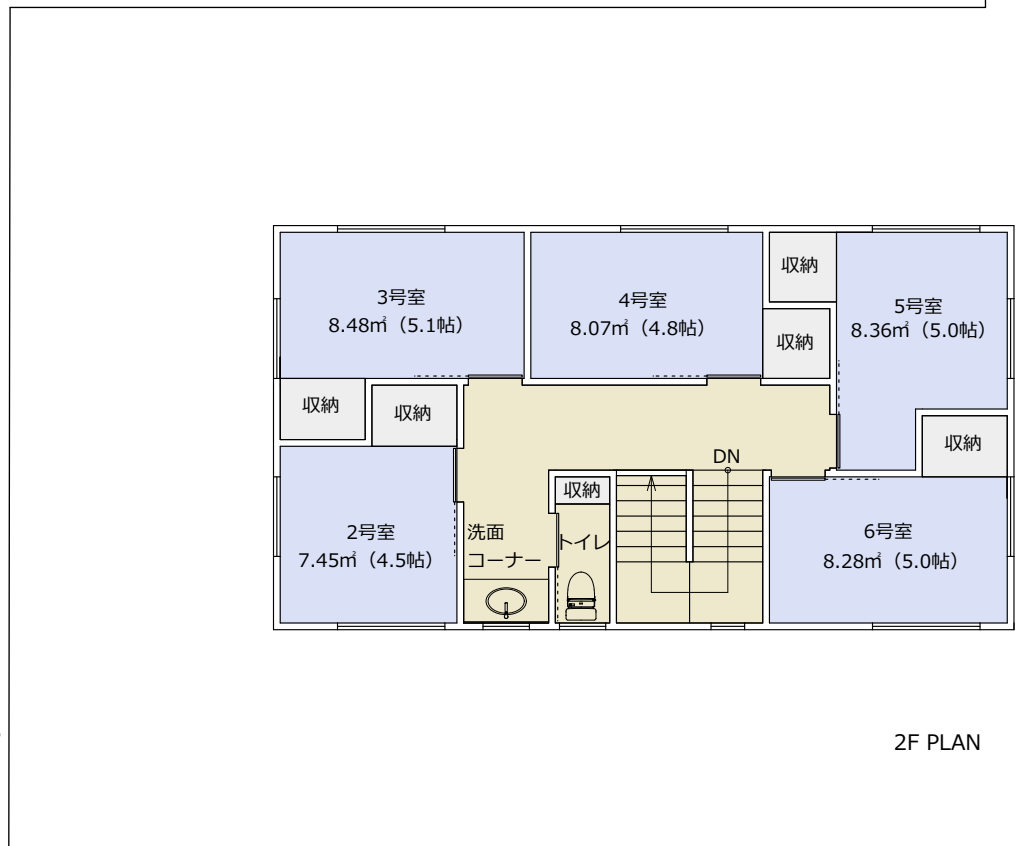 3号室
8.48㎡（5.1帖）
4号室
8.07㎡（4.8帖）
収納
5号室
8.36㎡（5.0帖）
収納
収納
収納
収納
DN
収納
2号室
7.45㎡（4.5帖）
洗面
コーナー
トイレ
6号室
8.28㎡（5.0帖）
2F PLAN